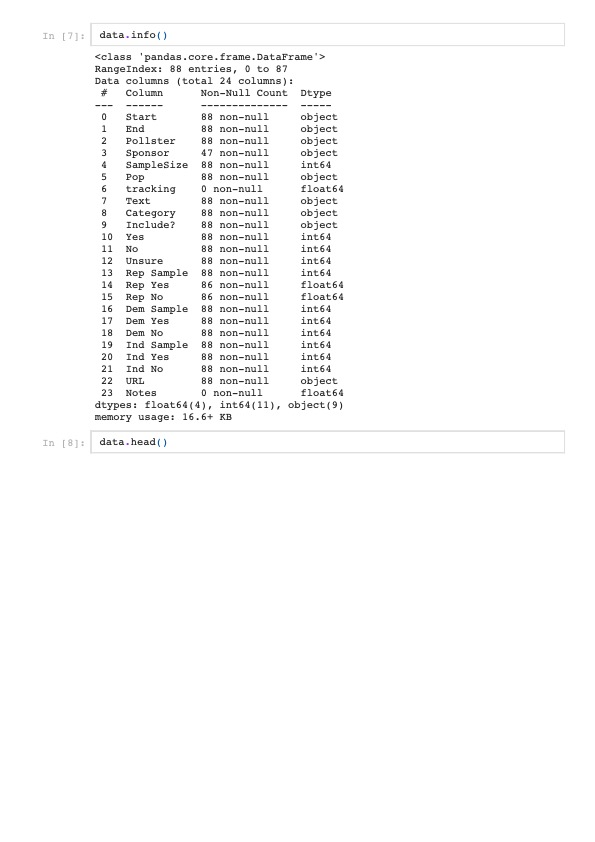 In [7]: data.info()
<class 'pandas.core.frame.DataFrame'>
RangeIndex: 88 entries, 0 to 87
Data columns (total 24 columns):
 #   Column      Non-Null Count  Dtype
---  ------      --------------  -----
 0   Start       88 non-null     object
 1   End         88 non-null     object
 2   Pollster    88 non-null     object
 3   Sponsor     47 non-null     object
 4   SampleSize  88 non-null     int64
 5   Pop         88 non-null     object
 6   tracking    0 non-null      float64
 7   Text        88 non-null     object
 8   Category    88 non-null     object
 9   Include?    88 non-null     object
 10  Yes         88 non-null     int64
 11  No          88 non-null     int64
 12  Unsure      88 non-null     int64
 13  Rep Sample  88 non-null     int64
 14  Rep Yes     86 non-null     float64
 15  Rep No      86 non-null     float64
 16  Dem Sample  88 non-null     int64
 17  Dem Yes     88 non-null     int64
 18  Dem No      88 non-null     int64
 19  Ind Sample  88 non-null     int64
 20  Ind Yes     88 non-null     int64
 21  Ind No      88 non-null     int64
 22  URL         88 non-null     object
 23  Notes       0 non-null      float64
dtypes: float64(4), int64(11), object(9)
memory usage: 16.6+ KB
In [8]: data.head()